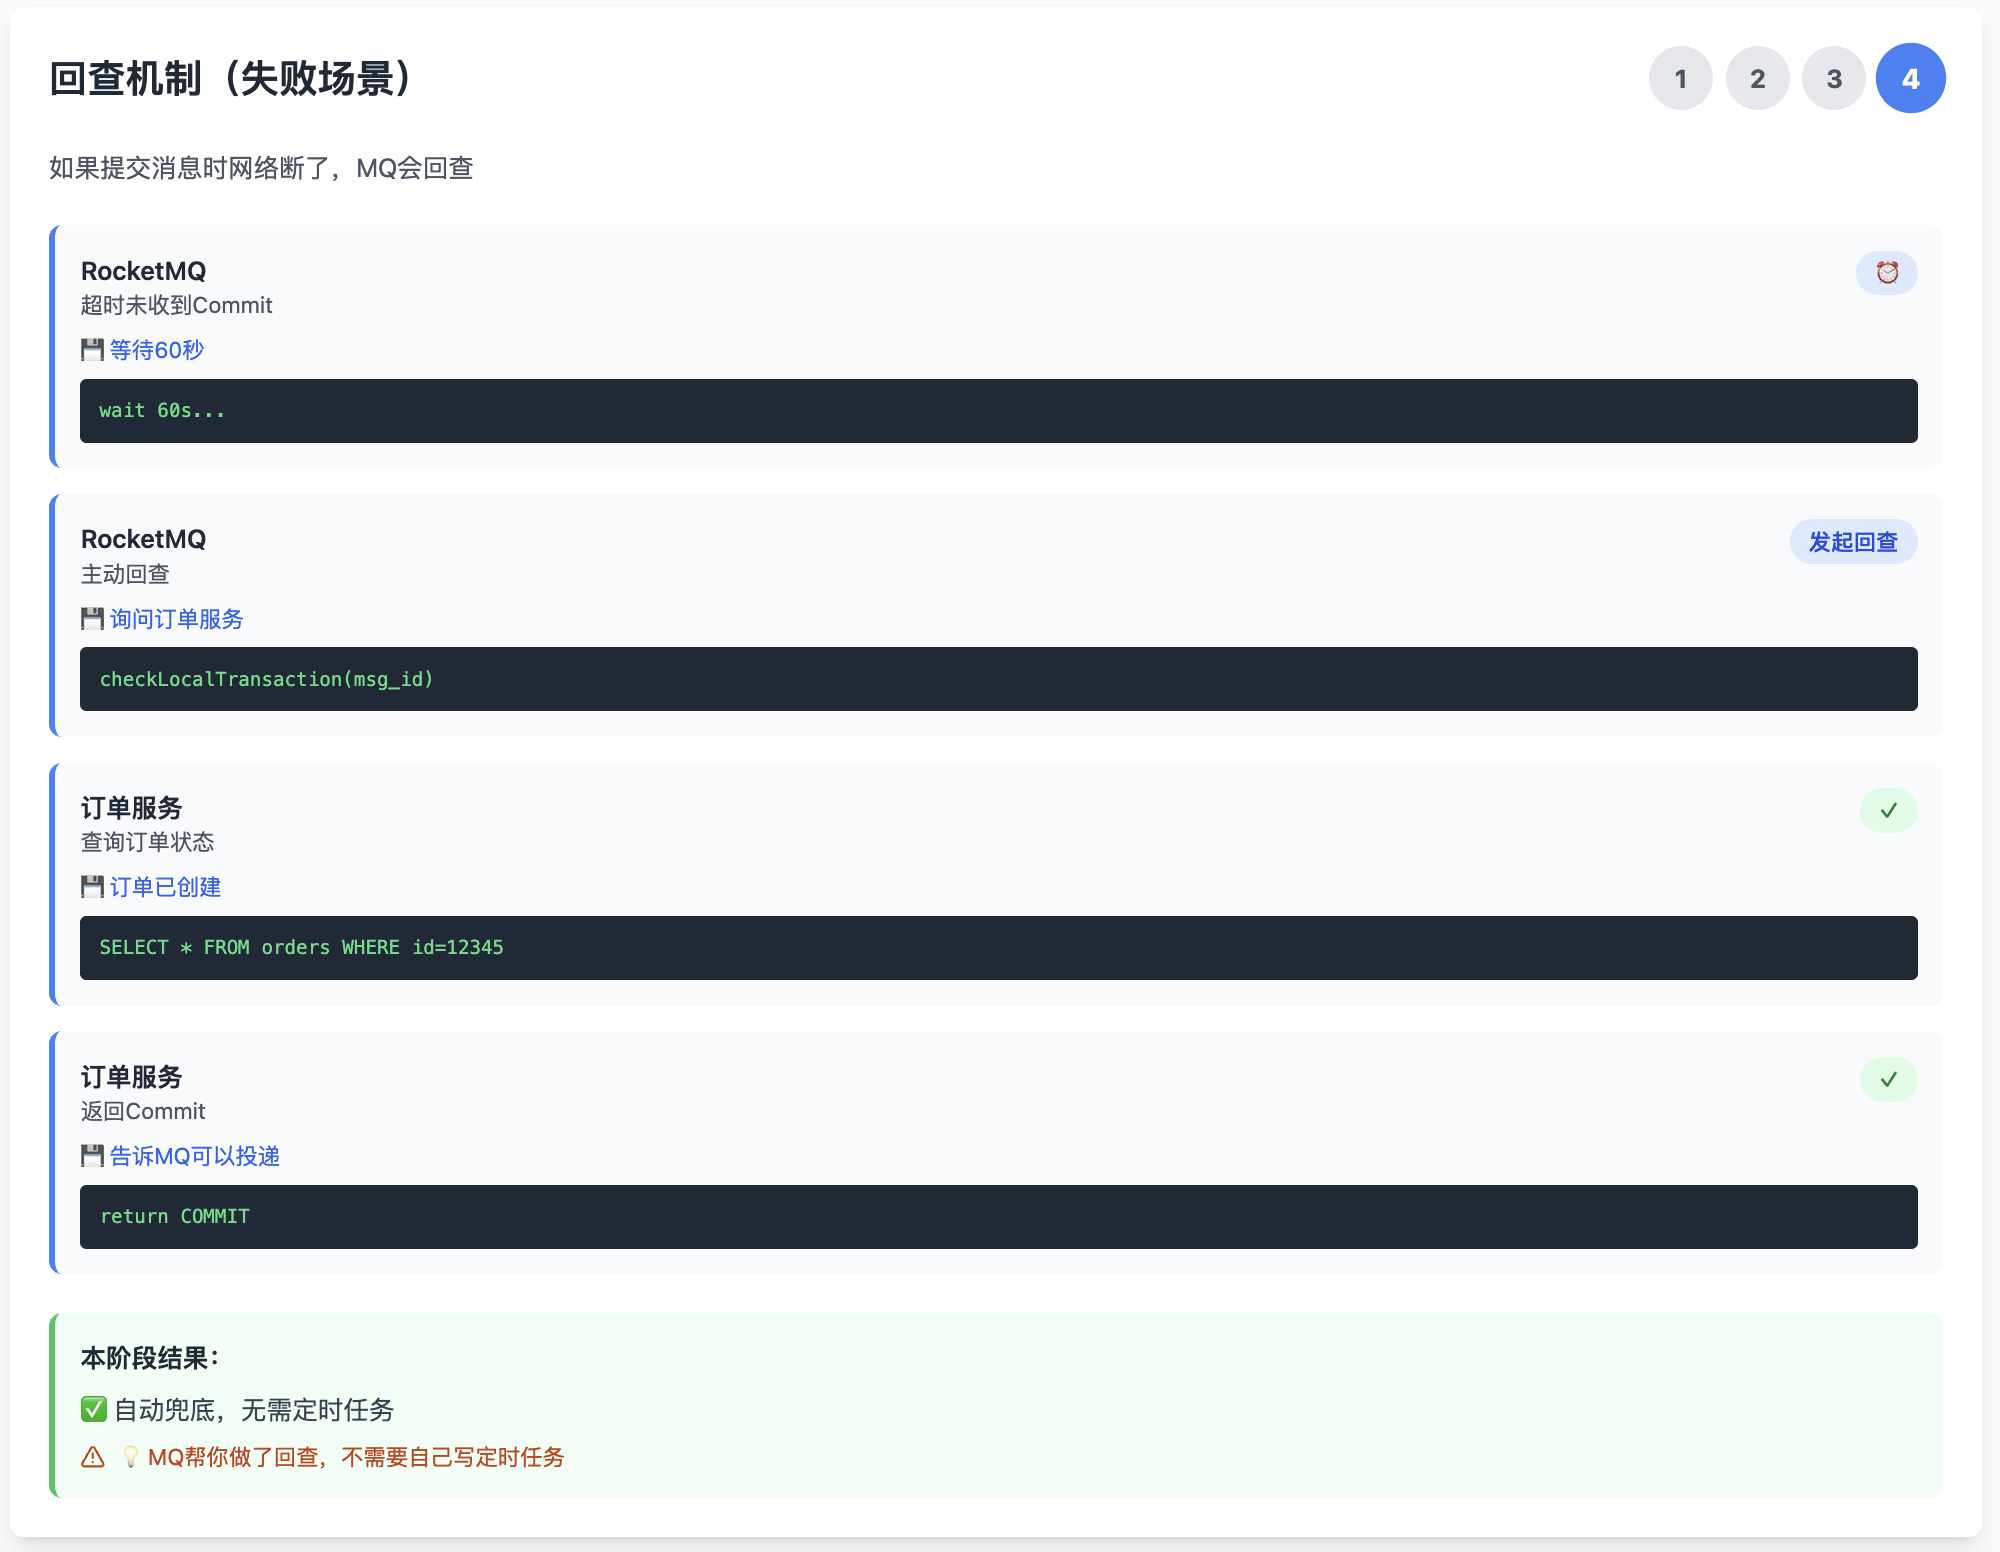 回查机制（失败场景）
1 2 3 4
如果提交消息时网络断了，MQ会回查
RocketMQ
超时未收到Commit
等待60秒
wait 60s...
RocketMQ
发起回查
主动回查
询问订单服务
checkLocalTransaction(msg_id)
订单服务
✓
查询订单状态
订单已创建
SELECT * FROM orders WHERE id=12345
订单服务
✓
返回Commit
告诉MQ可以投递
return COMMIT
本阶段结果：
自动兜底，无需定时任务
MQ帮你做了回查，不需要自己写定时任务